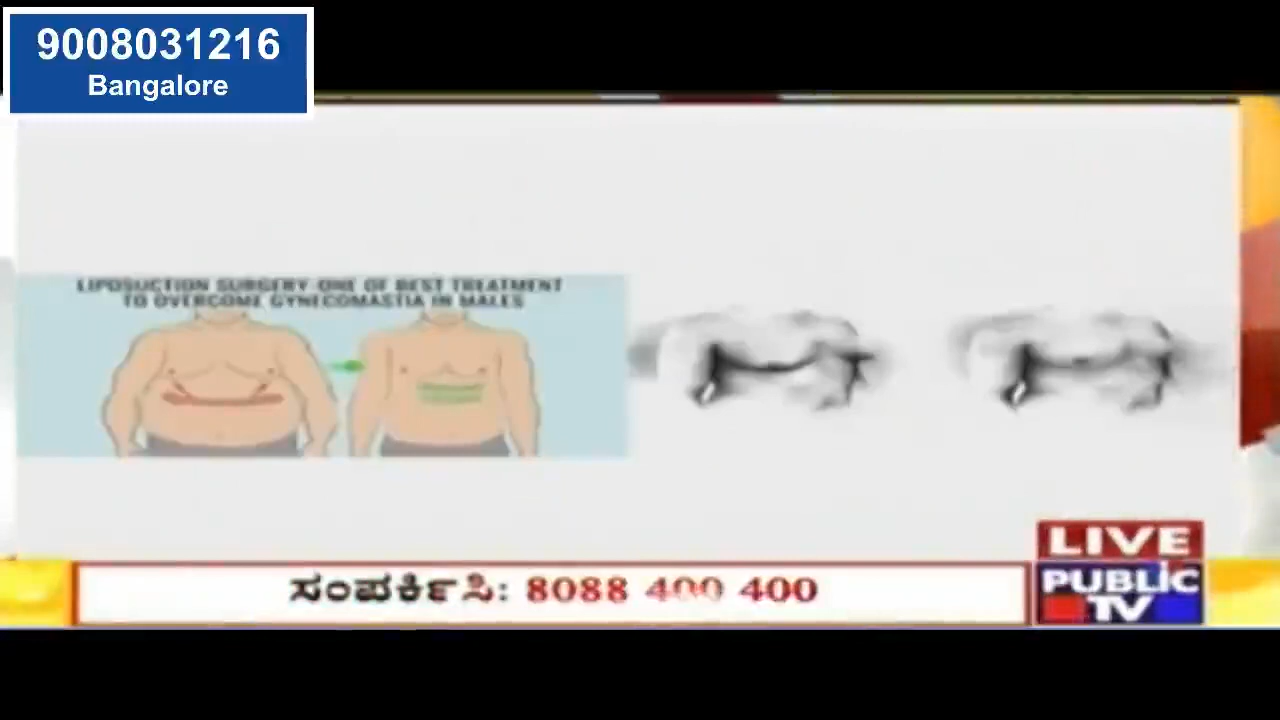 9008031216
Bangalore
LIPOSUCTION SURGERY-ONE OF BEST TREATMENT
TO OVERCOME GYNECOMASTIA IN MALES
ಸಂಪರ್ಕಿಸಿ: 8088 400 400
LIVE
PUBLiC
TV